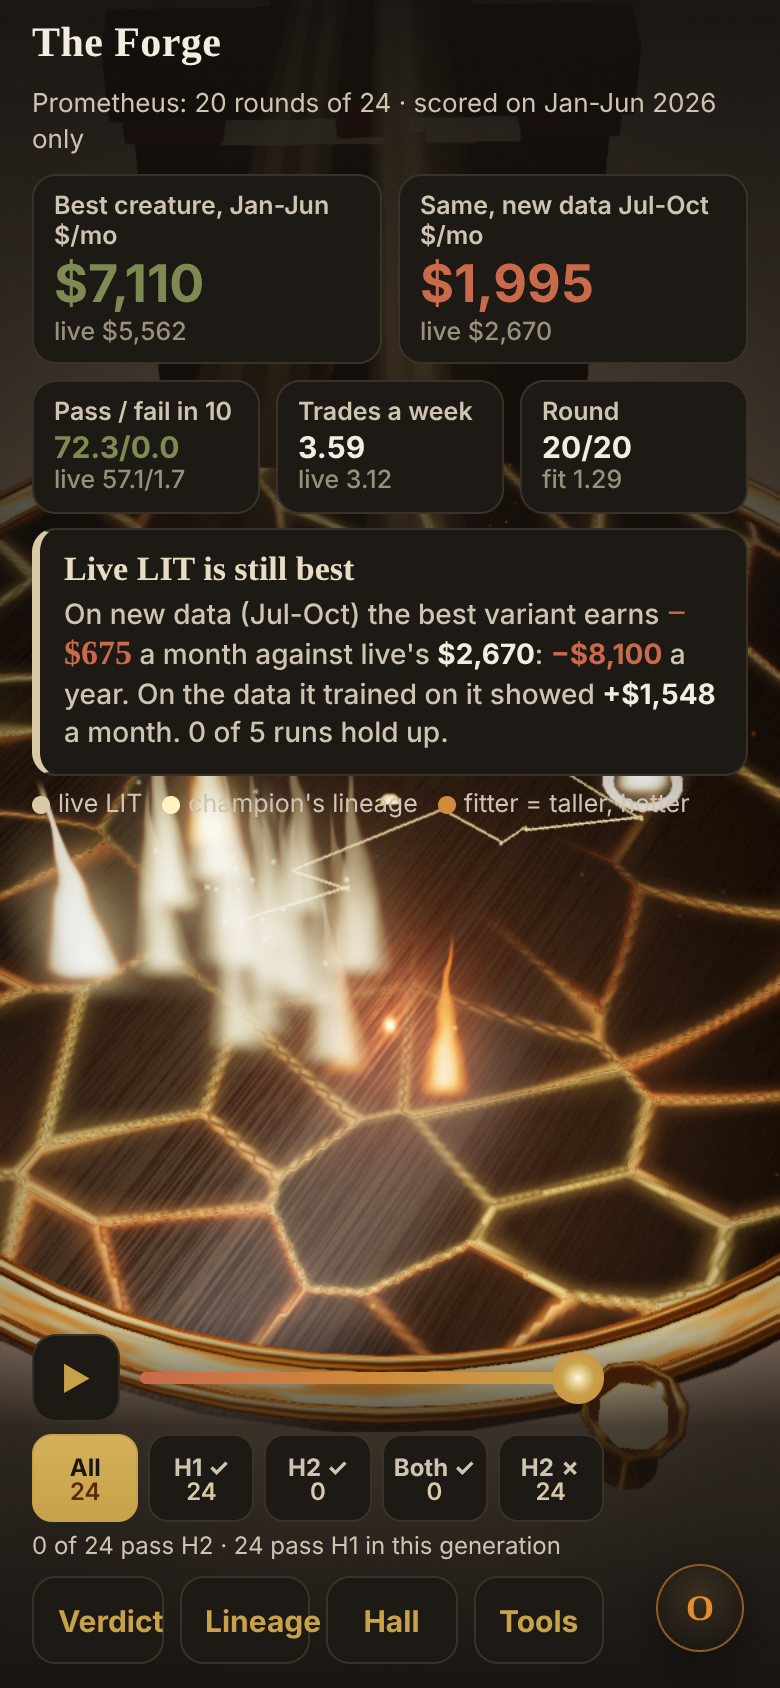 The Forge
Prometheus: 20 rounds of 24 · scored on Jan-Jun 2026
only
Best creature, Jan-Jun
$/mo
$7,110
live $5,562
Same, new data Jul-Oct
$/mo
$1,995
live $2,670
Pass / fail in 10
72.3/0.0
live 57.1/1.7
Trades a week
3.59
live 3.12
Round
20/20
fit 1.29
Live LIT is still best
On new data (Jul-Oct) the best variant earns −
$675 a month against live's $2,670: −$8,100 a
year. On the data it trained on it showed +$1,548
a month. 0 of 5 runs hold up.
live LIT champion's lineage fitter = taller, hotter
All
24
H1 ✓
24
H2 ✓
0
Both ✓
0
H2 ×
24
0 of 24 pass H2 · 24 pass H1 in this generation
Verdict
Lineage
Hall
Tools
O